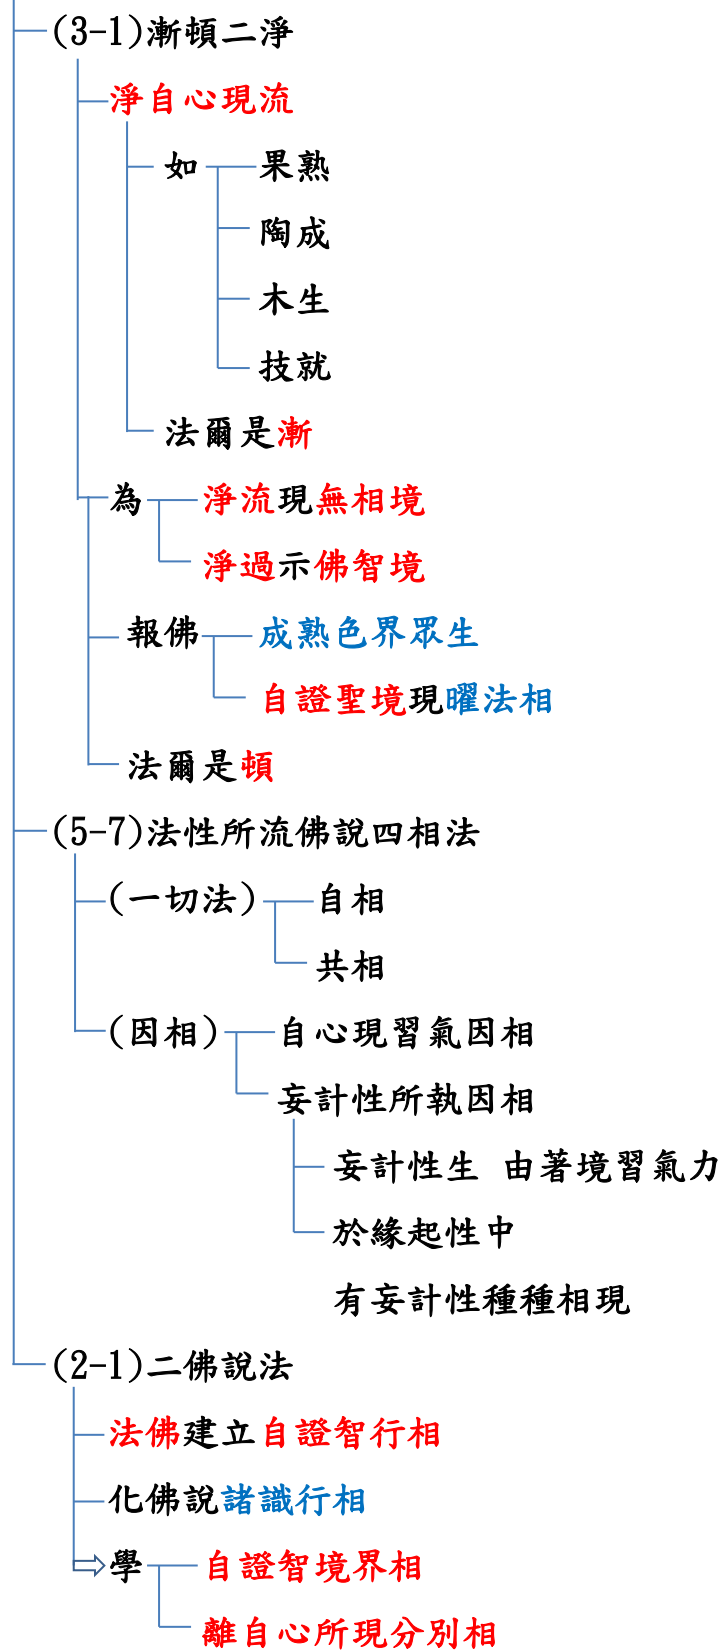 (3-1)漸頓二淨
淨自心現流
如 果熟
陶成
木生
技就
法爾是漸
為 淨流現無相境
淨過示佛智境
報佛 成熟色界眾生
自證聖境現曜法相
法爾是頓
(5-7)法性所流佛說四相法
(一切法) 自相
共相
(因相) 自心現習氣因相
妄計性所執因相
妄計性生 由著境習氣力
於緣起性中
有妄計性種種相現
(2-1)二佛說法
法佛建立自證智行相
化佛說諸識行相
學 自證智境界相
離自心所現分別相